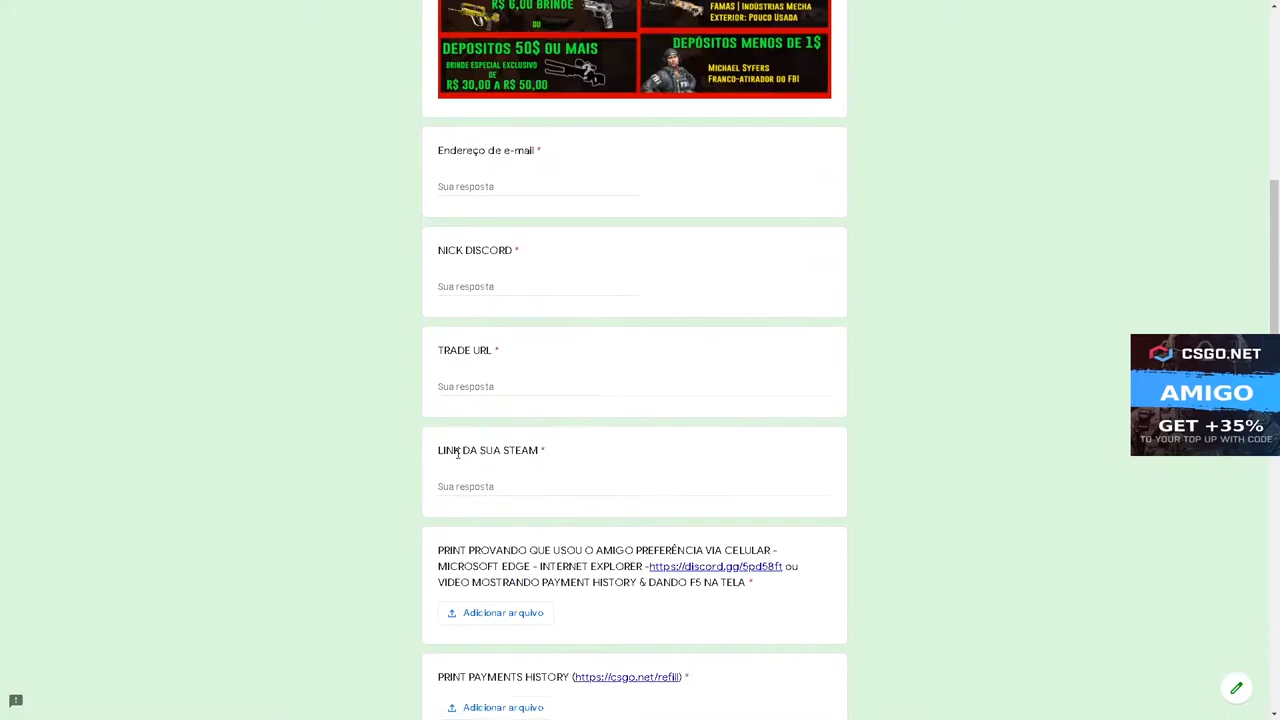 R$ 6,00 BRINDE
OU
FAMAS | INDÚSTRIAS MECHA
EXTERIOR: POUCO USADA
DEPOSITOS 50$ OU MAIS
BRINDE ESPECIAL EXCLUSIVO
DE
R$ 30,00 A R$ 50,00
DEPÓSITOS MENOS DE 1$
MICHAEL SYFERS
FRANCO-ATIRADOR DO FBI
Endereço de e-mail *
Sua resposta
NICK DISCORD *
Sua resposta
TRADE URL *
Sua resposta
LINK DA SUA STEAM *
Sua resposta
PRINT PROVANDO QUE USOU O AMIGO PREFERÊNCIA VIA CELULAR -
MICROSOFT EDGE - INTERNET EXPLORER -https://discord.gg/5pd58ft ou
VIDEO MOSTRANDO PAYMENT HISTORY & DANDO F5 NA TELA *
Adicionar arquivo
PRINT PAYMENTS HISTORY (https://csgo.net/refill) *
Adicionar arquivo
CSGO.NET
AMIGO
GET +35%
TO YOUR TOP UP WITH CODE